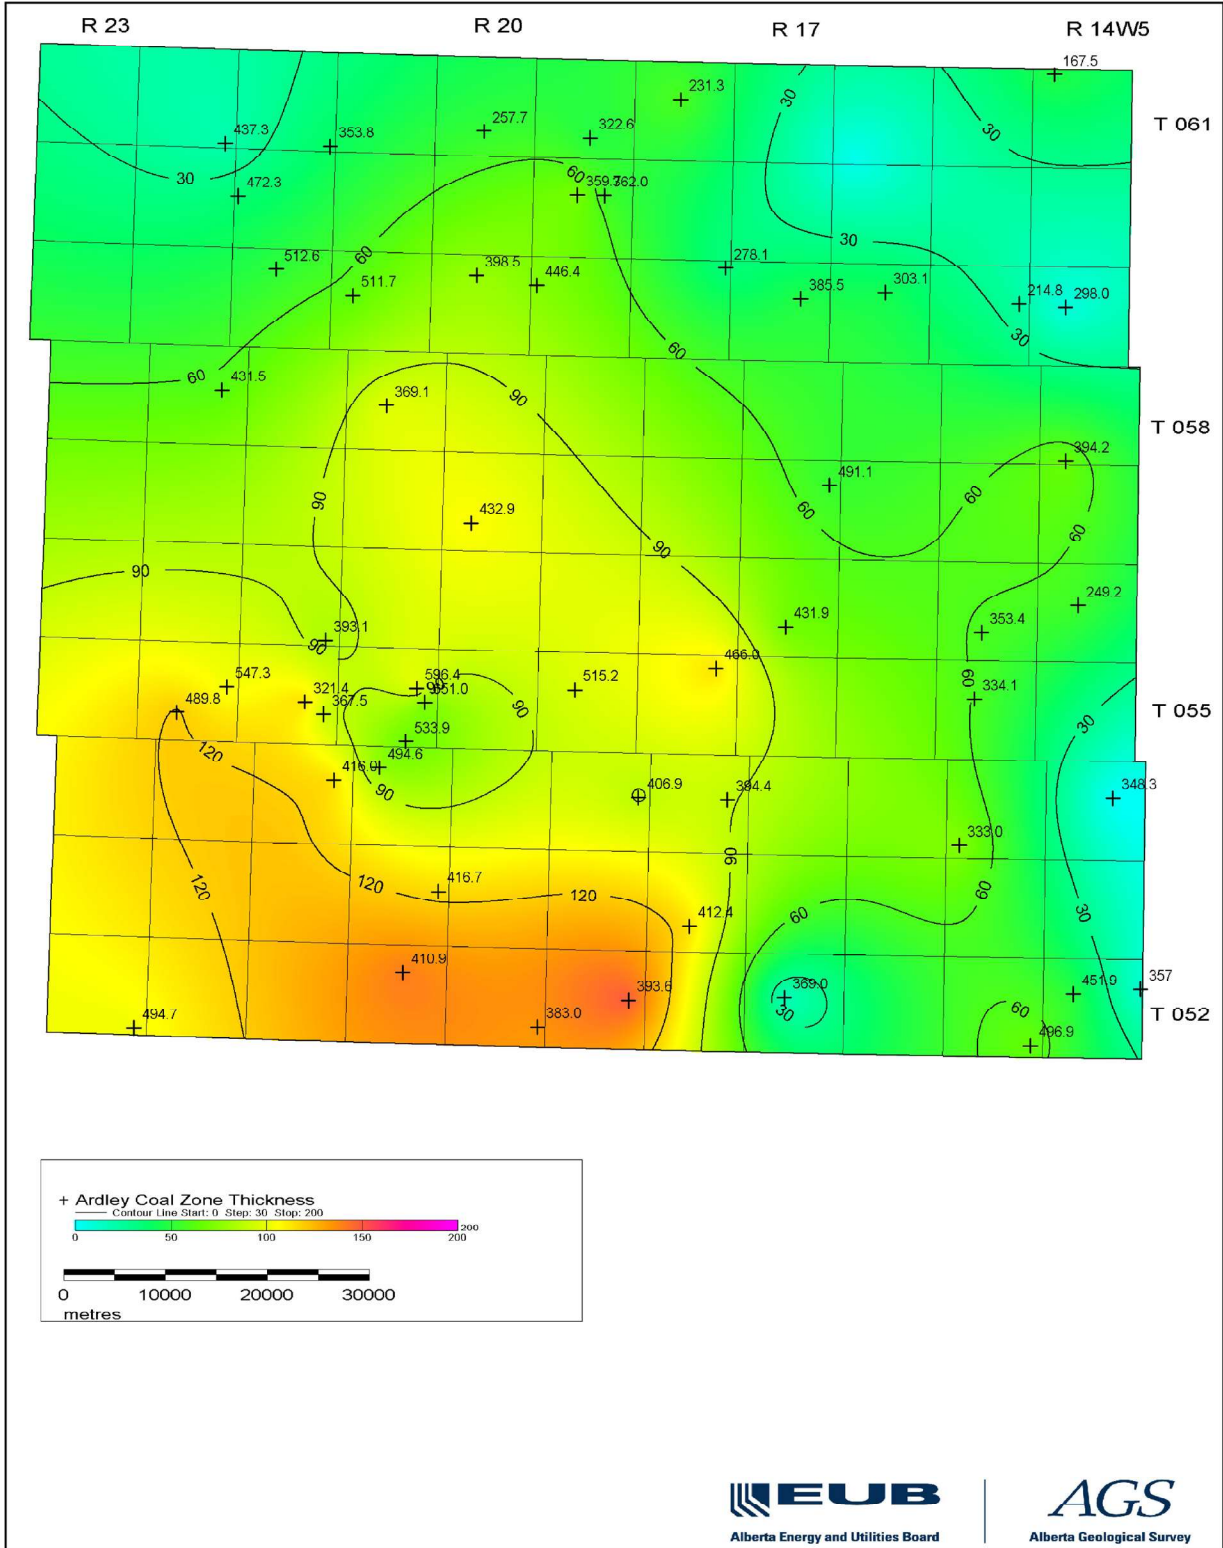 R 23 R 20 R 17 R 14W5
167.5
231.3
30
257.7 322.6 30 T 061
437.3 353.8
30 472.3 60 359.7 362.0
30
60 512.6 398.5 446.4 278.1
511.7 385.5 303.1 214.8 298.0
30
60
60 431.5 369.1 90
T 058
394.2
90 491.1 60
432.9 60
90 60
90
249.2
393.1 431.9 353.4
90
547.3 596.4 515.2 466.0 60
489.8 321.4 90 551.0 334.1
367.5 90 T 055
120 533.9 30
416.0 494.6
90 406.9 394.4 348.3
333.0
90
120 120 416.7 120 60
412.4 60 30
410.9 393.6 369.0 451.9 357
383.0 30 60 T 052
494.7 496.9
+ Ardley Coal Zone Thickness
Contour Line Start: 0 Step: 30 Stop: 200
200
0 50 100 150 200
0 10000 20000 30000
metres
EUB AGS
Alberta Energy and Utilities Board Alberta Geological Survey